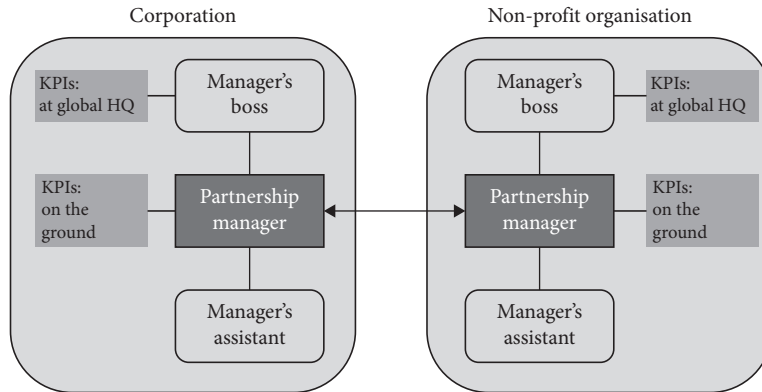 Corporation
Non-profit organisation
KPIs:
at global HQ
Manager's
boss
Manager's
boss
KPIs:
at global HQ
KPIs:
on the
ground
Partnership
manager
Partnership
manager
KPIs:
on the
ground
Manager's
assistant
Manager's
assistant